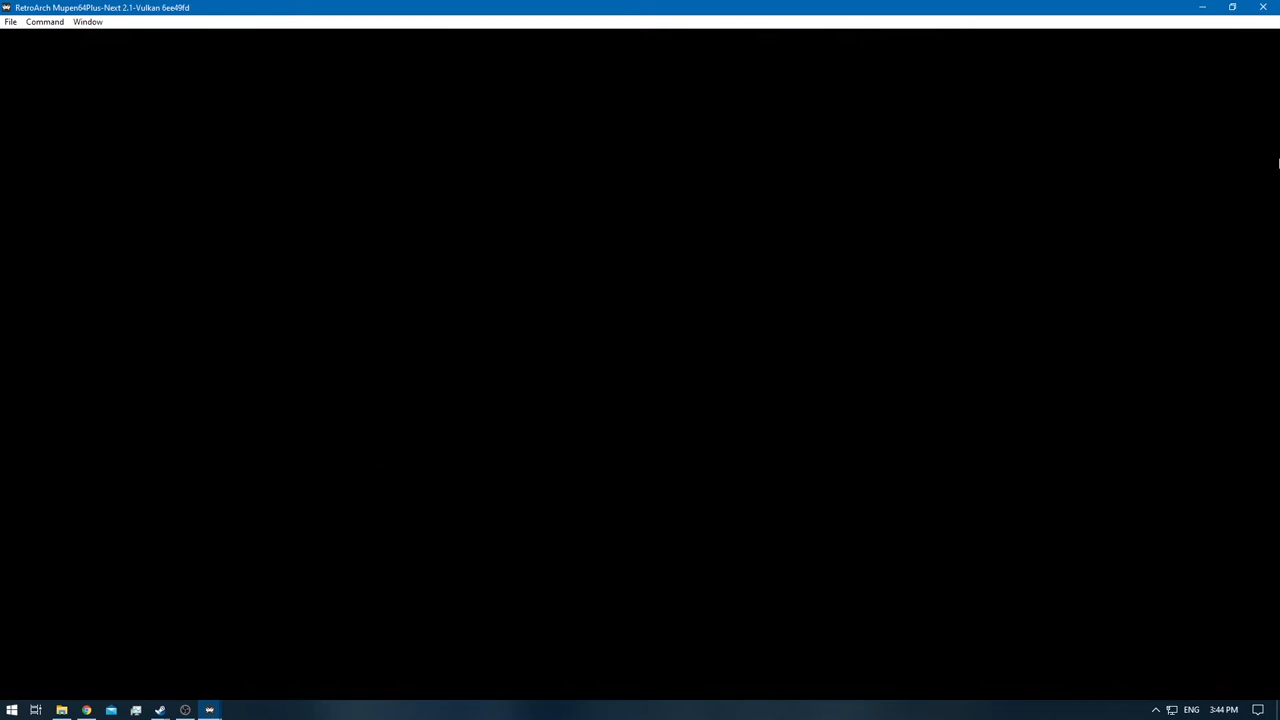 RetroArch Mupen64Plus-Next 2.1-Vulkan 6ee49fd
File Command Window
ENG 3:44 PM